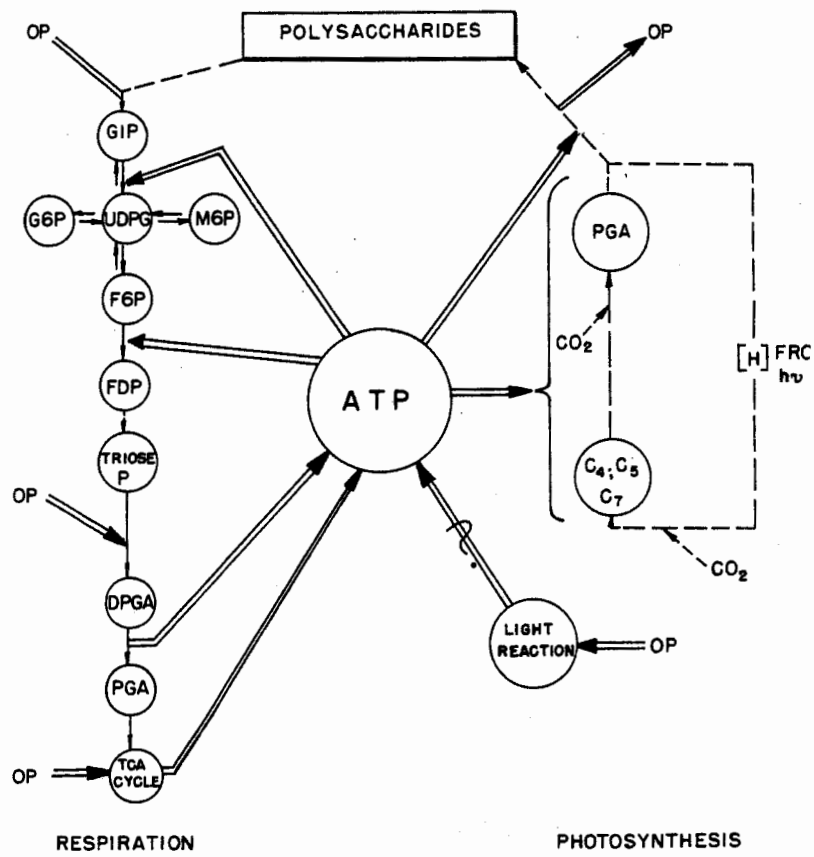 OP
POLYSACCHARIDES
OP
G1P
G6P
UDPG
M6P
PGA
F6P
CO2
[H] FRC
hν
ATP
FDP
TRIOSE
P
C4; C5
C7
OP
CO2
DPGA
LIGHT
REACTION
OP
PGA
?
OP
TCA
CYCLE
RESPIRATION
PHOTOSYNTHESIS